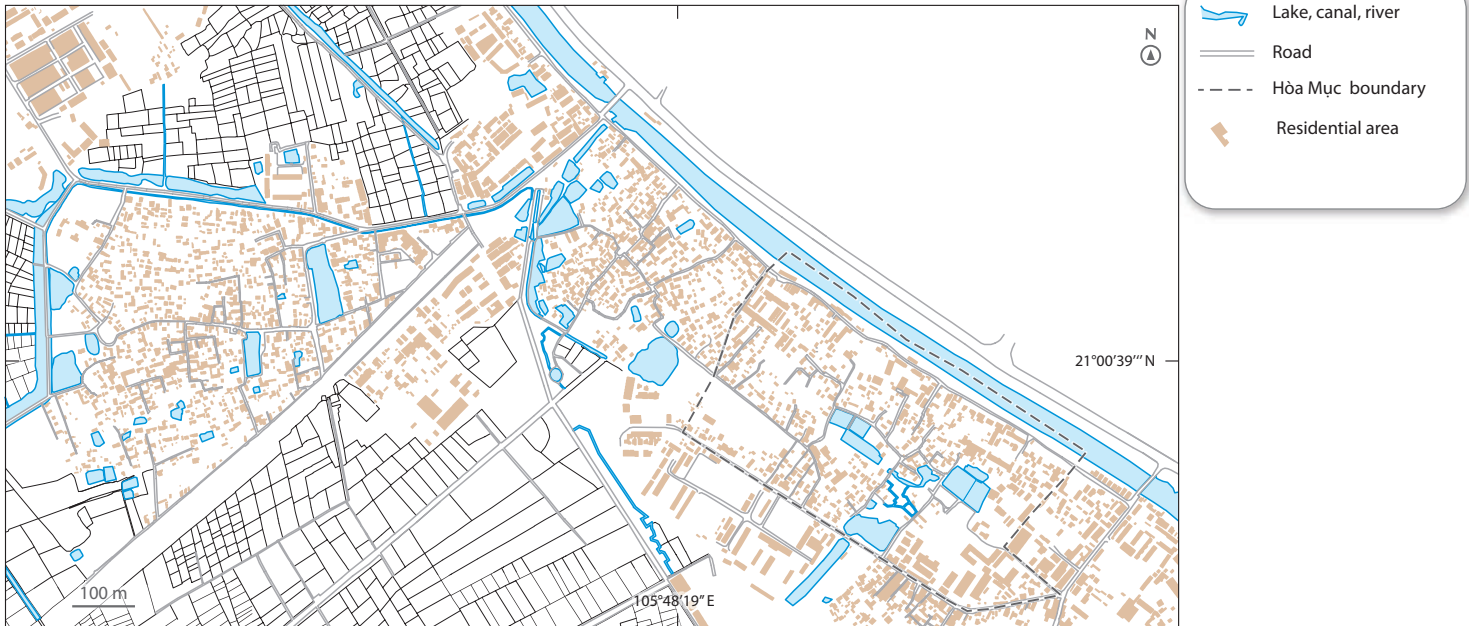 N
21°00’39’’’ N
100 m
105°48’19’’ E
Lake, canal, river
Road
Hòa Mục boundary
Residential area